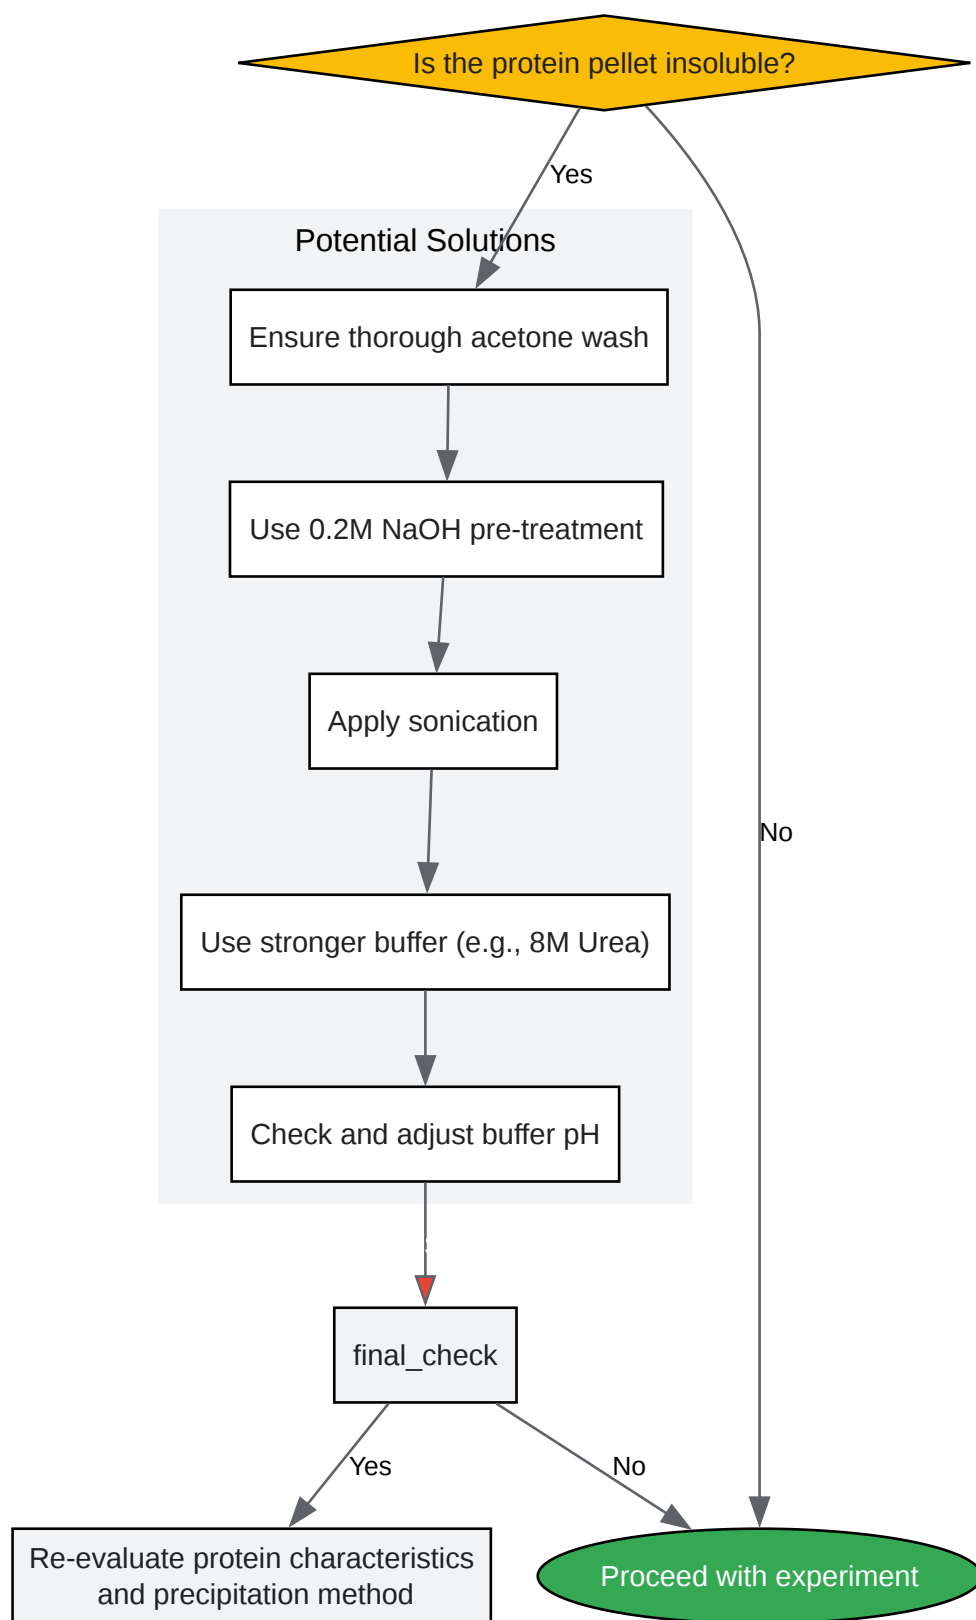 Is the protein pellet insoluble?
Yes
Potential Solutions
Ensure thorough acetone wash
Use 0.2M NaOH pre-treatment
Apply sonication
No
Use stronger buffer (e.g., 8M Urea)
Check and adjust buffer pH
final_check
Yes
No
Re-evaluate protein characteristics
and precipitation method
Proceed with experiment